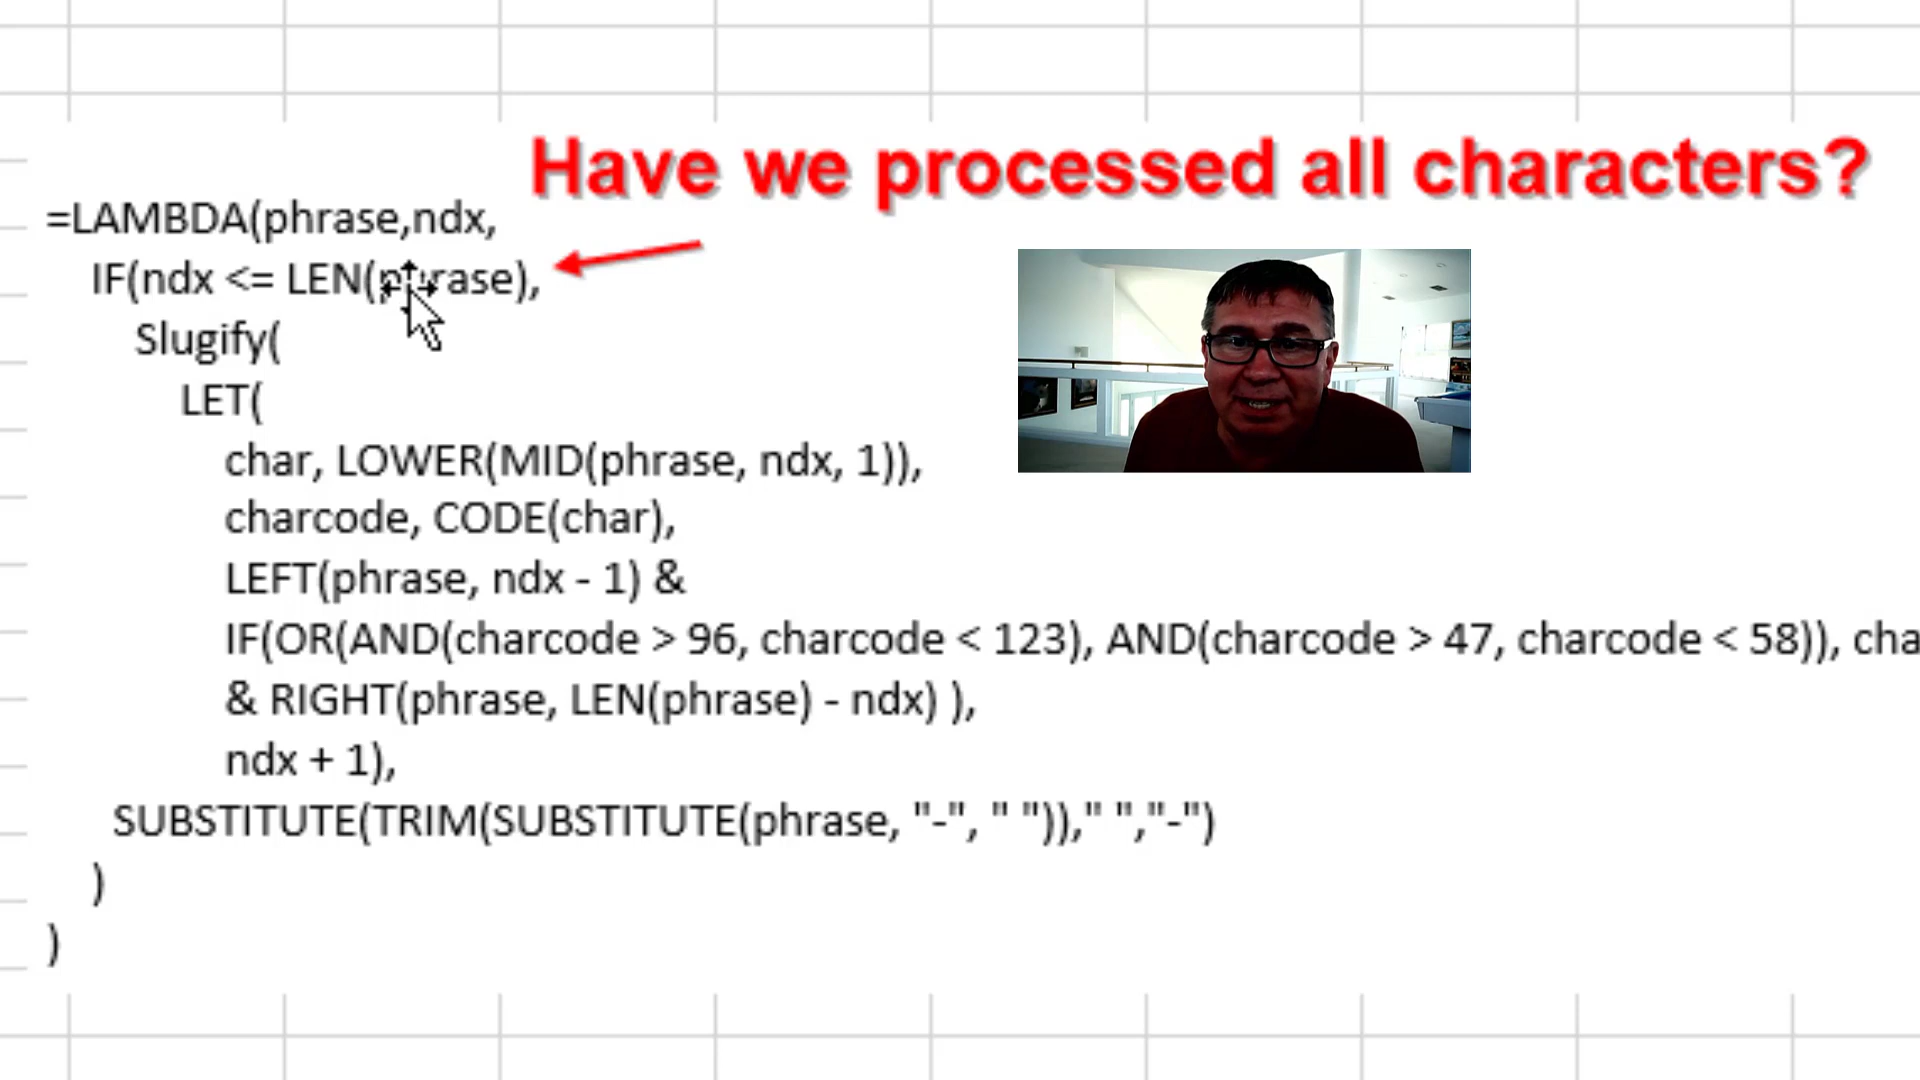 Have we processed all characters?
=LAMBDA(phrase,ndx,
IF(ndx <= LEN(phrase),
Slugify(
LET(
char, LOWER(MID(phrase, ndx, 1)),
charcode, CODE(char),
LEFT(phrase, ndx - 1) &
IF(OR(AND(charcode > 96, charcode < 123), AND(charcode > 47, charcode < 58)), cha
& RIGHT(phrase, LEN(phrase) - ndx) ),
ndx + 1),
SUBSTITUTE(TRIM(SUBSTITUTE(phrase, "-", " "))," ","-")
)
)